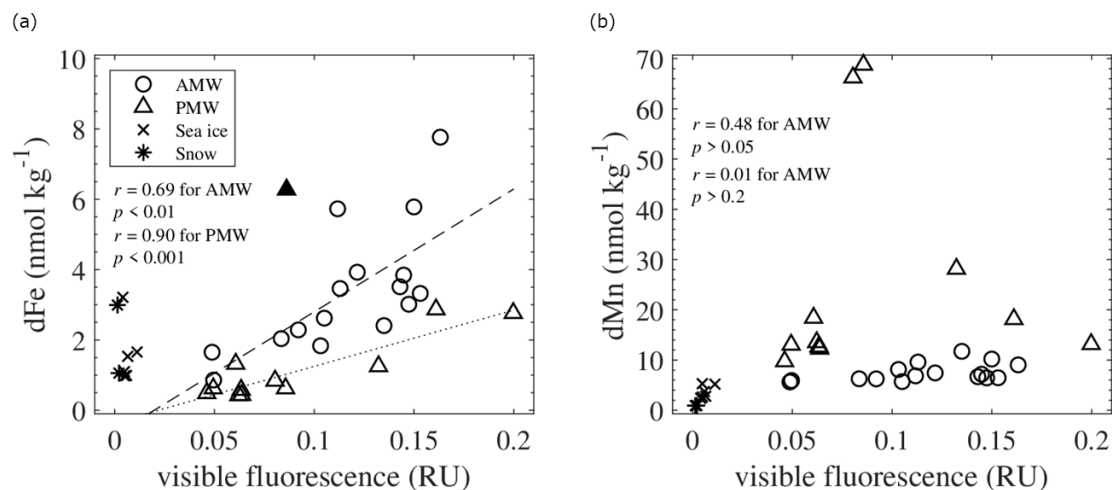 (a)
10
8
6
4
2
0
dFe (nmol kg⁻¹)
AMW
PMW
Sea ice
Snow
r = 0.69 for AMW
p < 0.01
r = 0.90 for PMW
p < 0.001
0 0.05 0.1 0.15 0.2
visible fluorescence (RU)
(b)
70
60
50
40
30
20
10
0
dMn (nmol kg⁻¹)
r = 0.48 for AMW
p > 0.05
r = 0.01 for AMW
p > 0.2
0 0.05 0.1 0.15 0.2
visible fluorescence (RU)